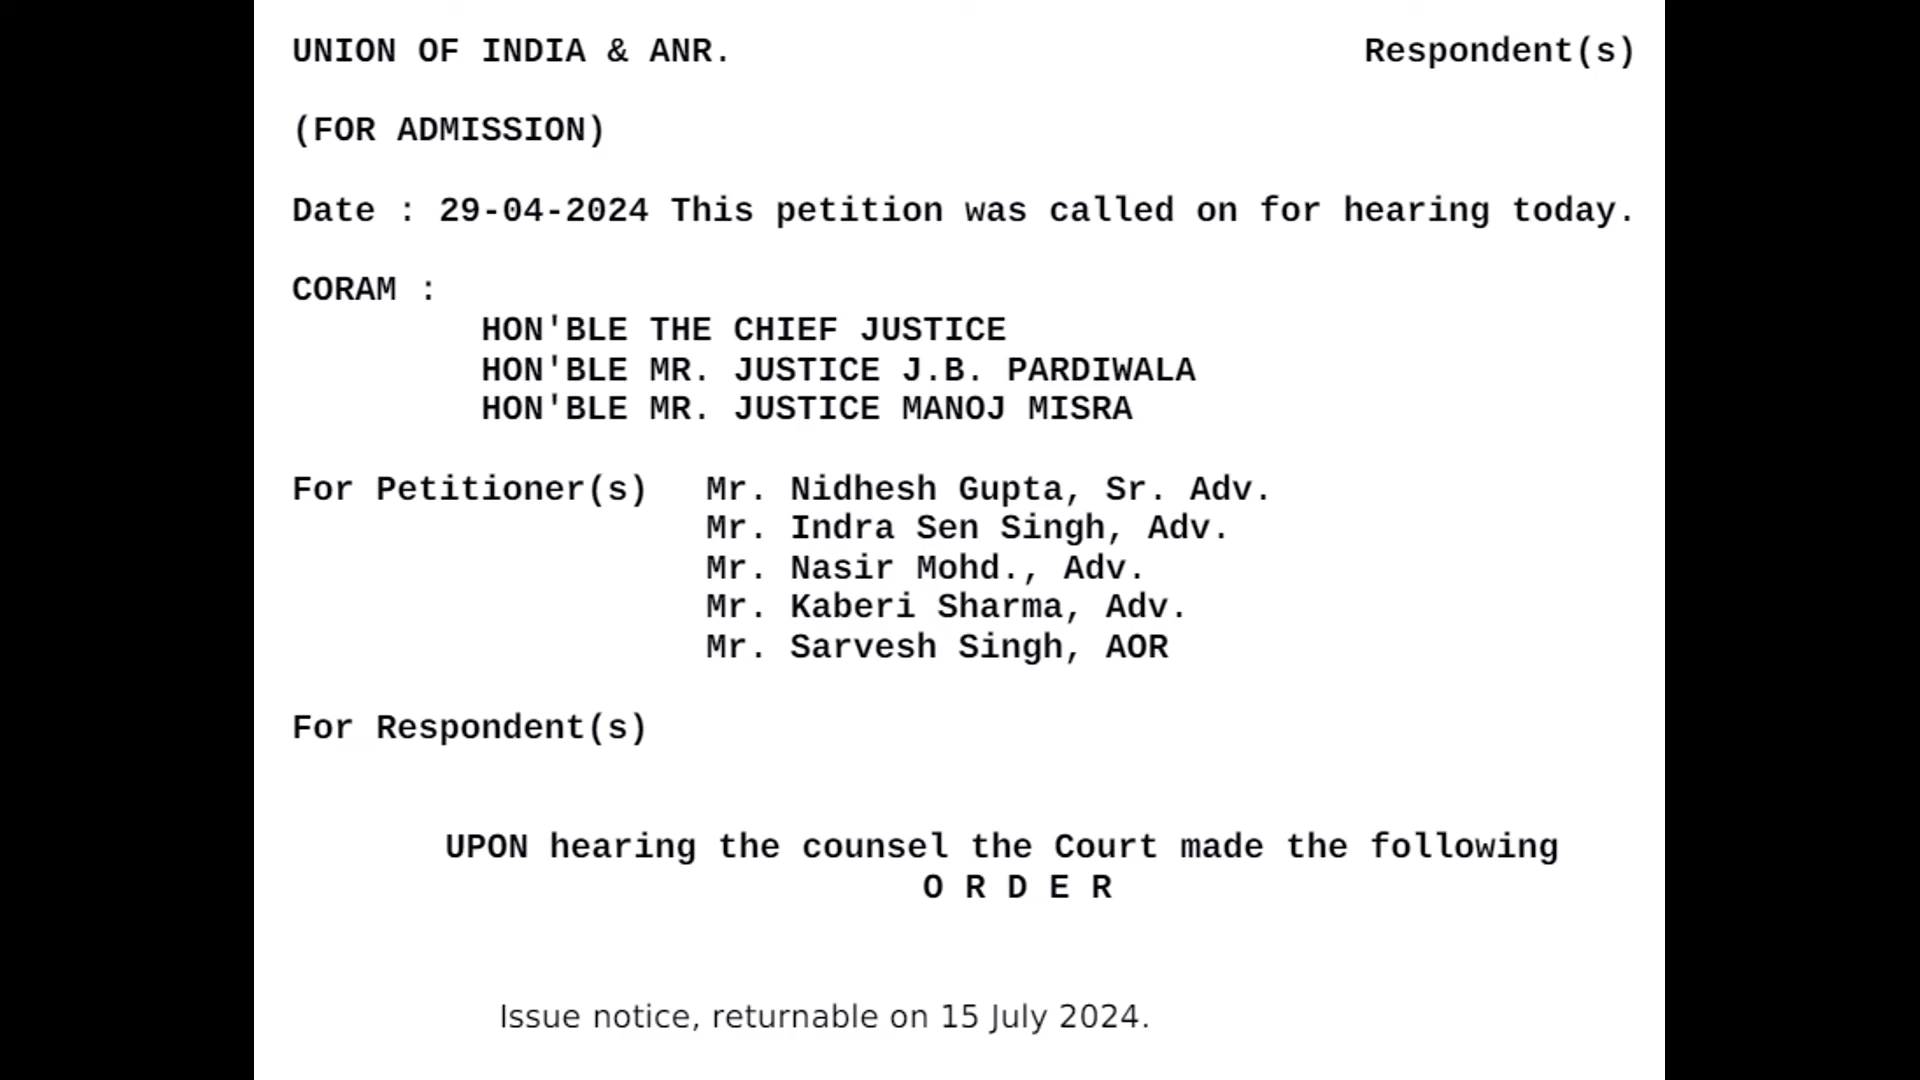 UNION OF INDIA & ANR. Respondent(s)
(FOR ADMISSION)
Date : 29-04-2024 This petition was called on for hearing today.
CORAM :
HON'BLE THE CHIEF JUSTICE
HON'BLE MR. JUSTICE J.B. PARDIWALA
HON'BLE MR. JUSTICE MANOJ MISRA
For Petitioner(s) Mr. Nidhesh Gupta, Sr. Adv.
Mr. Indra Sen Singh, Adv.
Mr. Nasir Mohd., Adv.
Mr. Kaberi Sharma, Adv.
Mr. Sarvesh Singh, AOR
For Respondent(s)
UPON hearing the counsel the Court made the following
O R D E R
Issue notice, returnable on 15 July 2024.